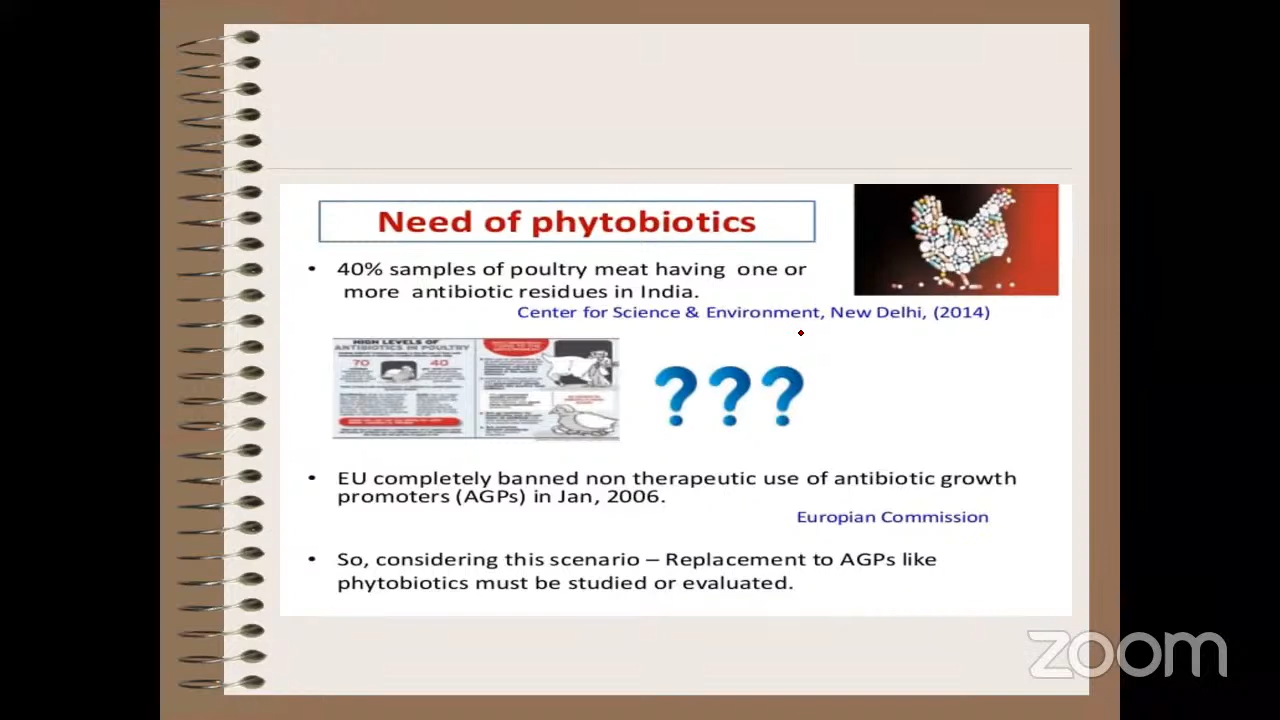 Need of phytobiotics
• 40% samples of poultry meat having one or
more antibiotic residues in India.
Center for Science & Environment, New Delhi, (2014)
HIGH LEVELS OF
ANTIBIOTICS IN POULTRY
70
40
???
• EU completely banned non therapeutic use of antibiotic growth
promoters (AGPs) in Jan, 2006.
Europian Commission
• So, considering this scenario – Replacement to AGPs like
phytobiotics must be studied or evaluated.
zoom